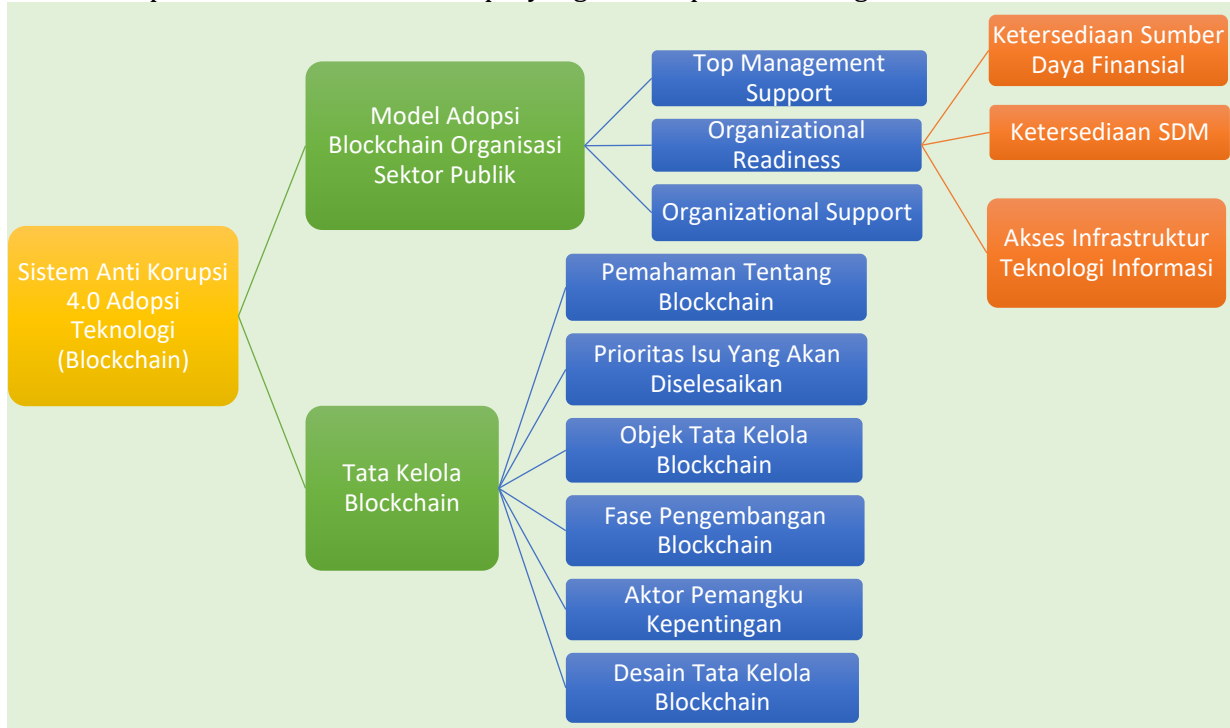 Sistem Anti Korupsi
4.0 Adopsi
Teknologi
(Blockchain)
Model Adopsi
Blockchain Organisasi
Sektor Publik
Top Management
Support
Organizational
Readiness
Ketersediaan Sumber
Daya Finansial
Ketersediaan SDM
Akses Infrastruktur
Teknologi Informasi
Organizational Support
Tata Kelola
Blockchain
Pemahaman Tentang
Blockchain
Prioritas Isu Yang Akan
Diselesaikan
Objek Tata Kelola
Blockchain
Fase Pengembangan
Blockchain
Aktor Pemangku
Kepentingan
Desain Tata Kelola
Blockchain